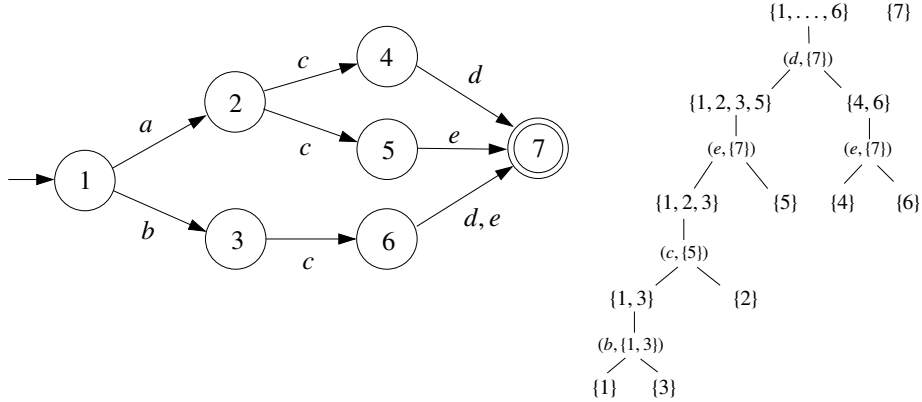 a
b
c
c
c
d
e
d, e
1
2
3
4
5
6
7
{1, . . . , 6} {7}
(d, {7})
{1, 2, 3, 5} {4, 6}
(e, {7}) (e, {7})
{1, 2, 3} {5} {4} {6}
(c, {5})
{1, 3} {2}
(b, {1, 3})
{1} {3}